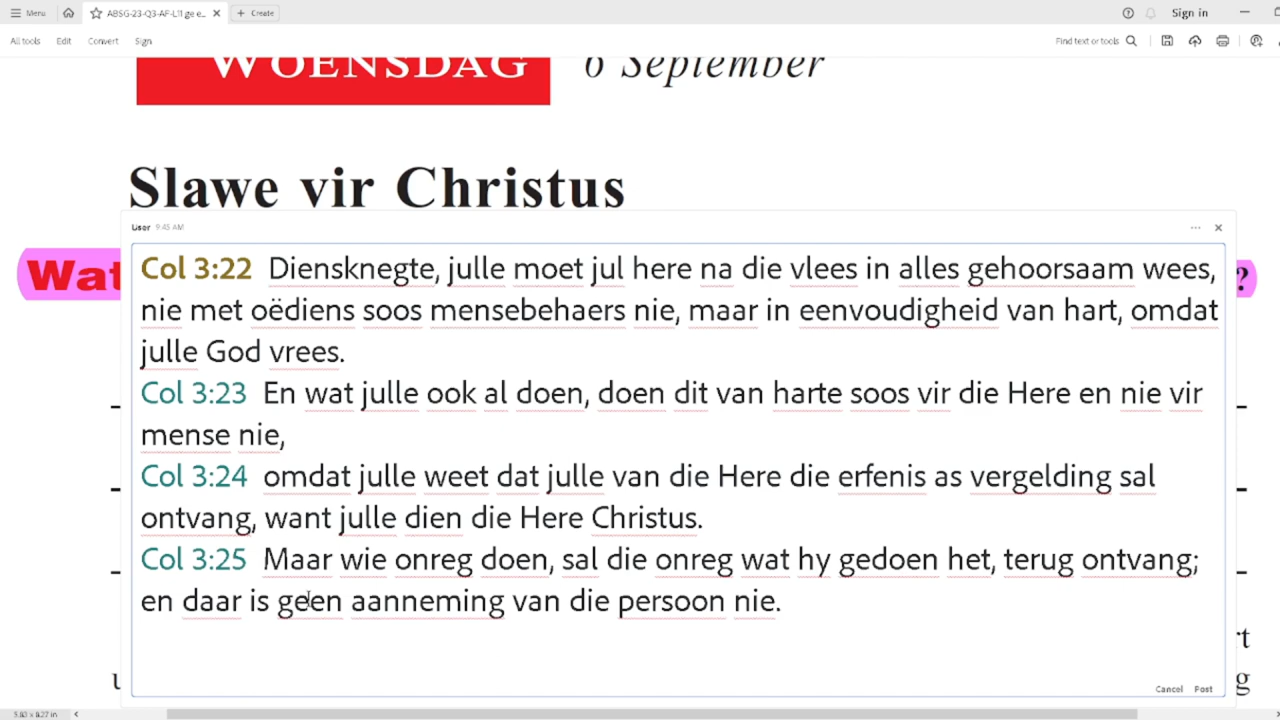 Menu
ABSG-23-Q3-AF-L11 ge e...
Create
Sign in
All tools
Edit
Convert
Sign
Find text or tools
WOENSDAG
6 September
Slawe vir Christus
User 9:45 AM
Wat
?
Col 3:22 Diensknegte, julle moet jul here na die vlees in alles gehoorsaam wees,
nie met oëdiens soos mensebehaers nie, maar in eenvoudigheid van hart, omdat
julle God vrees.
Col 3:23 En wat julle ook al doen, doen dit van harte soos vir die Here en nie vir
mense nie,
Col 3:24 omdat julle weet dat julle van die Here die erfenis as vergelding sal
ontvang, want julle dien die Here Christus.
Col 3:25 Maar wie onreg doen, sal die onreg wat hy gedoen het, terug ontvang;
en daar is geen aanneming van die persoon nie.
Cancel
Post